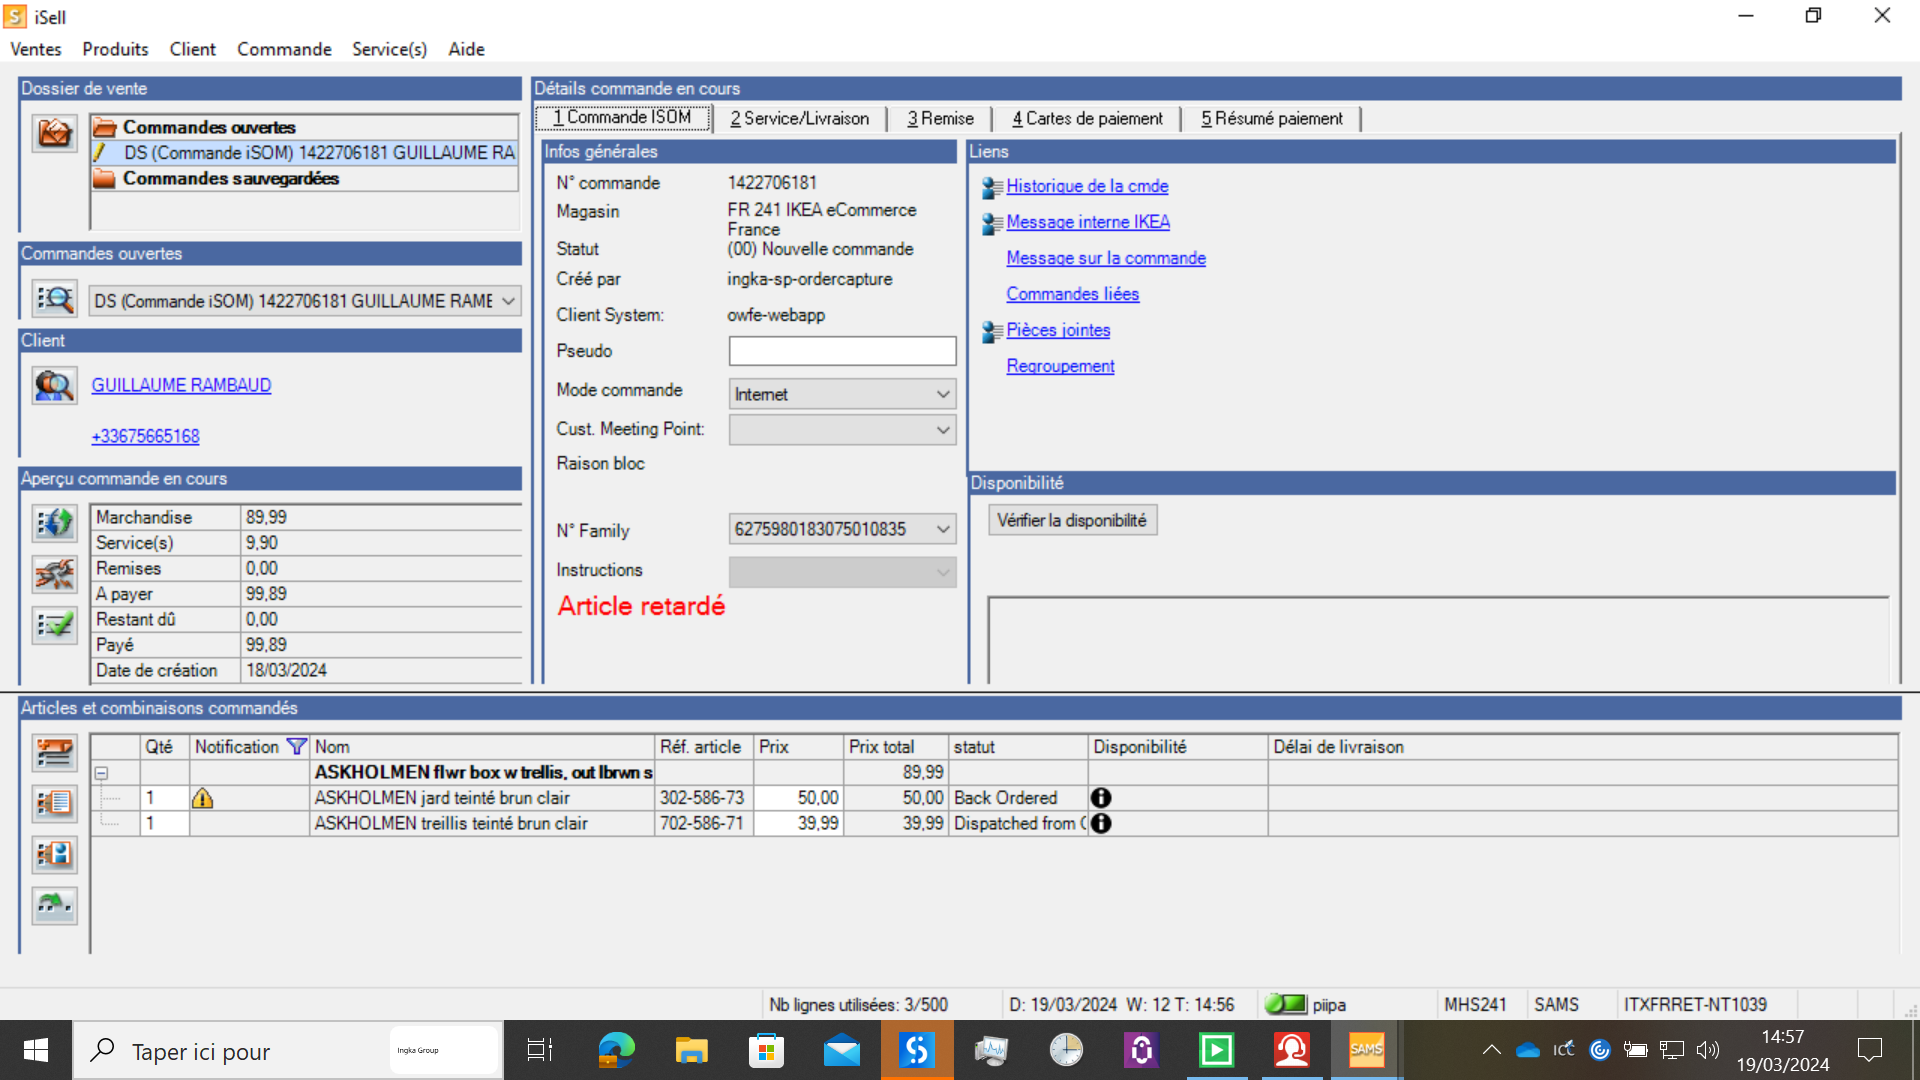 iSell
Ventes Produits Client Commande Service(s) Aide
Dossier de vente
Commandes ouvertes
DS (Commande iSOM) 1422706181 GUILLAUME RA
Commandes sauvegardées
Commandes ouvertes
DS (Commande iSOM) 1422706181 GUILLAUME RAME
Client
GUILLAUME RAMBAUD
+33675665168
Aperçu commande en cours
Marchandise 89,99
Service(s) 9,90
Remises 0,00
A payer 99,89
Restant dû 0,00
Payé 99,89
Date de création 18/03/2024
Détails commande en cours
1 Commande ISOM 2 Service/Livraison 3 Remise 4 Cartes de paiement 5 Résumé paiement
Infos générales
N° commande 1422706181
Magasin FR 241 IKEA eCommerce
France
Statut (00) Nouvelle commande
Créé par ingka-sp-ordercapture
Client System: owfe-webapp
Pseudo
Mode commande Internet
Cust. Meeting Point:
Raison bloc
N° Family 6275980183075010835
Instructions
Article retardé
Liens
Historique de la cmde
Message interne IKEA
Message sur la commande
Commandes liées
Pièces jointes
Regroupement
Disponibilité
Vérifier la disponibilité
Articles et combinaisons commandés
Qté Notification Nom Réf. article Prix Prix total statut Disponibilité Délai de livraison
ASKHOLMEN flwr box w trellis, out lbrwn s 89,99
1 ASKHOLMEN jard teinté brun clair 302-586-73 50,00 50,00 Back Ordered
1 ASKHOLMEN treillis teinté brun clair 702-586-71 39,99 39,99 Dispatched from C
Nb lignes utilisées: 3/500 D: 19/03/2024 W: 12 T: 14:56 piipa MHS241 SAMS ITXFRRET-NT1039
Taper ici pour Ingka Group SAMS ICC 14:57
19/03/2024